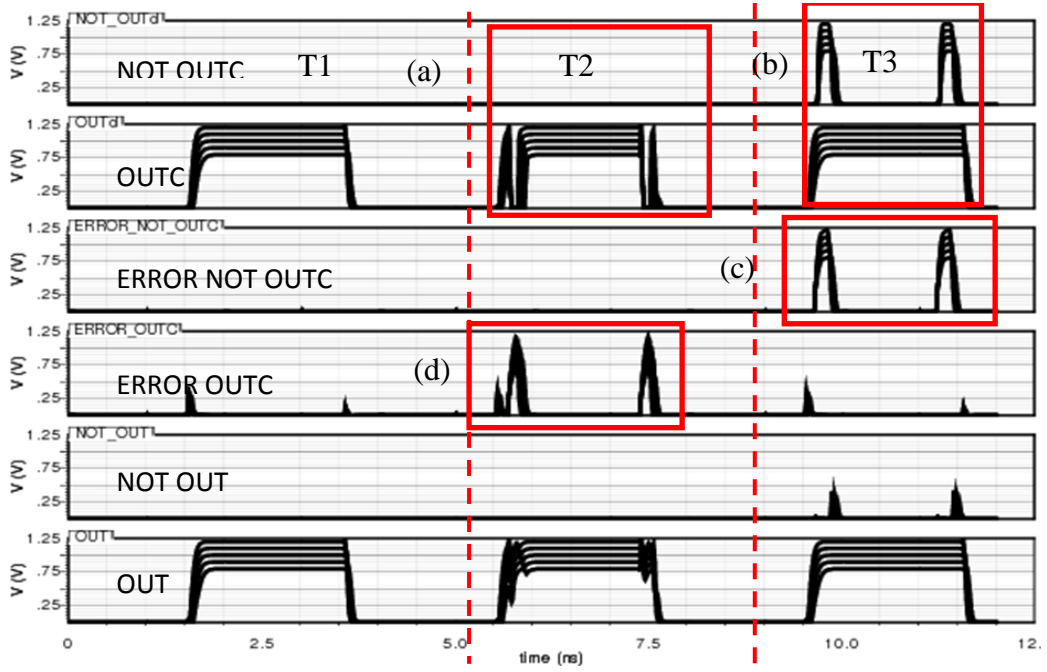 NOT_OUTd
1.25
V (V)
.75
.25
NOT OUTC
T1
(a)
T2
(b)
T3
OUTd
1.25
V (V)
.75
.25
OUTC
ERROR_NOT_OUTC
1.25
V (V)
.75
.25
ERROR NOT OUTC
(c)
ERROR_OUTC
1.25
V (V)
.75
.25
ERROR OUTC
(d)
NOT_OUT
1.25
V (V)
.75
.25
NOT OUT
OUT
1.25
V (V)
.75
.25
OUT
0
2.5
5.0
7.5
10.0
12.
time (ns)